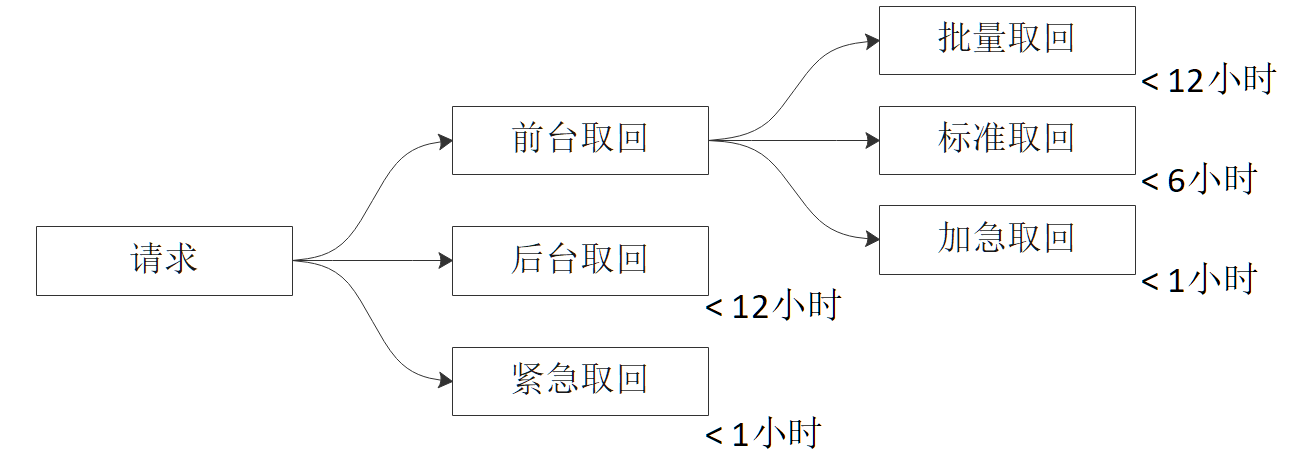 批量取回
<12小时
前台取回
标准取回
<6小时
请求
后台取回
加急取回
<12小时
<1小时
紧急取回
<1小时